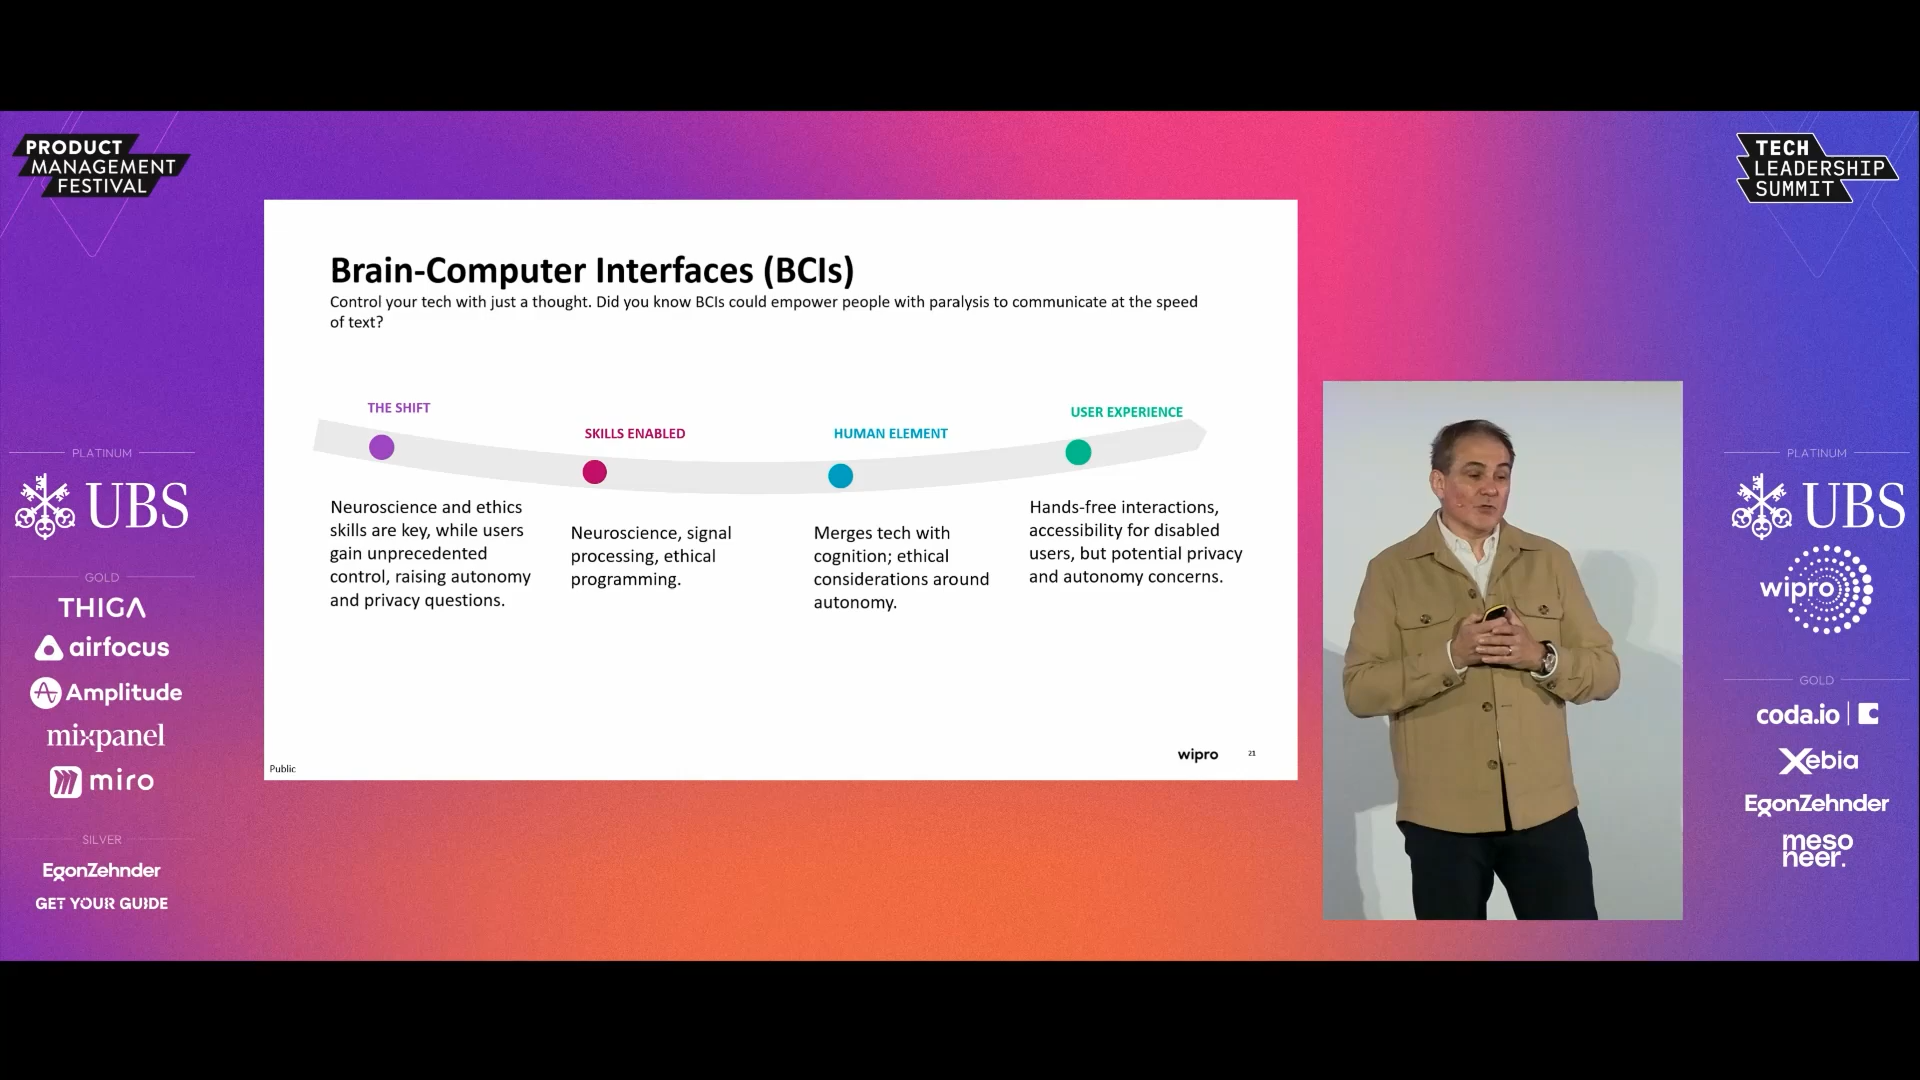 PRODUCT
MANAGEMENT
FESTIVAL
TECH
LEADERSHIP
SUMMIT
Brain-Computer Interfaces (BCIs)
Control your tech with just a thought. Did you know BCIs could empower people with paralysis to communicate at the speed
of text?
THE SHIFT
Neuroscience and ethics
skills are key, while users
gain unprecedented
control, raising autonomy
and privacy questions.
SKILLS ENABLED
Neuroscience, signal
processing, ethical
programming.
HUMAN ELEMENT
Merges tech with
cognition; ethical
considerations around
autonomy.
USER EXPERIENCE
Hands-free interactions,
accessibility for disabled
users, but potential privacy
and autonomy concerns.
Public
wipro
21
PLATINUM
UBS
GOLD
THIGA
airfocus
Amplitude
mixpanel
miro
SILVER
EgonZehnder
GET YOUR GUIDE
PLATINUM
UBS
wipro
GOLD
coda.io
Xebia
EgonZehnder
meso
neer.